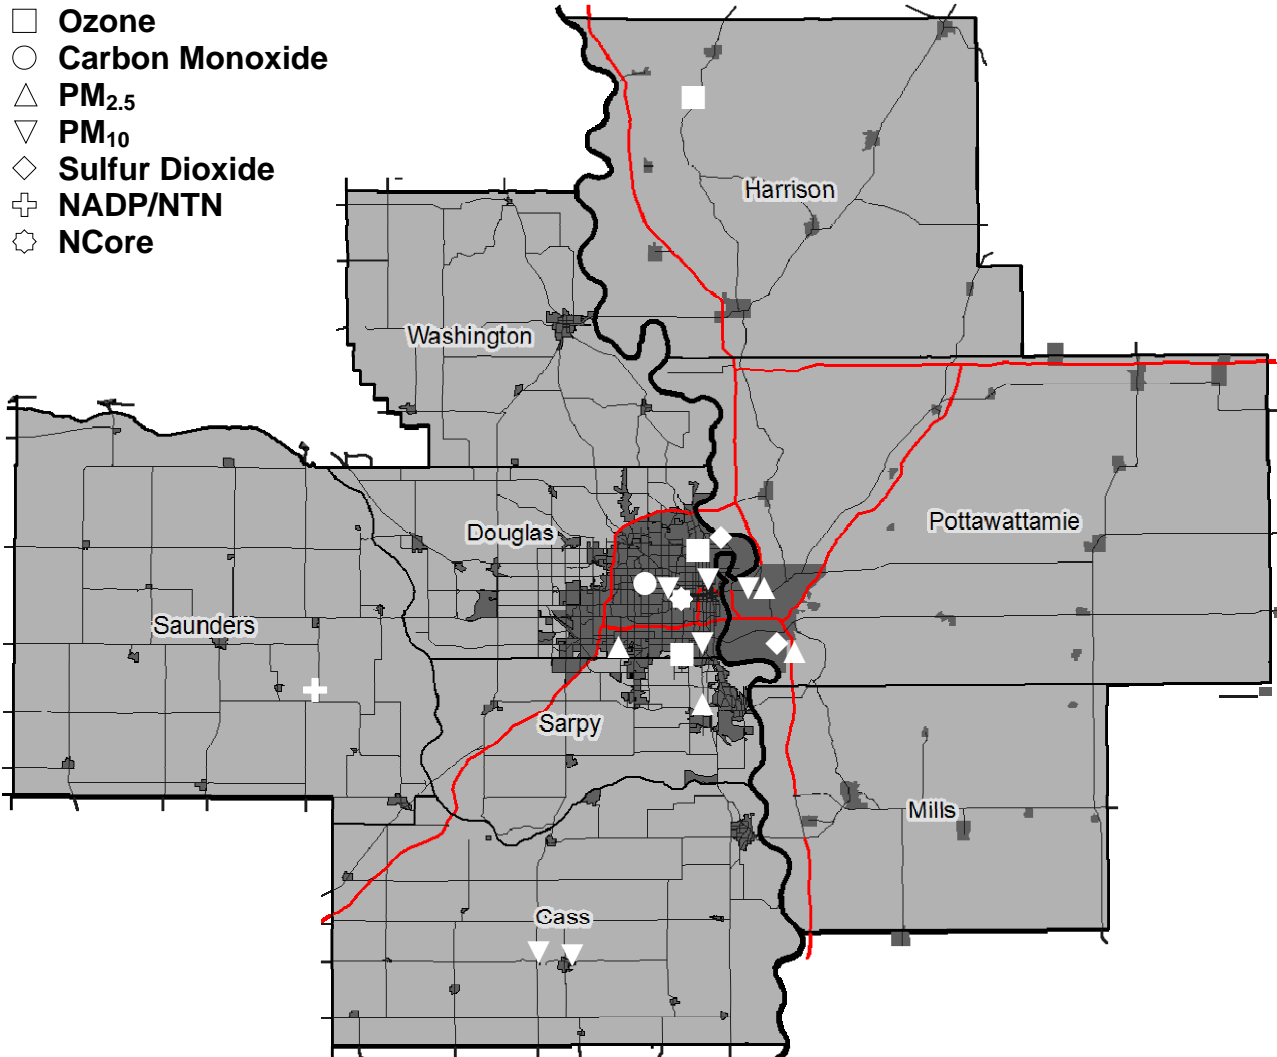 Ozone
Carbon Monoxide
PM2.5
PM10
Sulfur Dioxide
NADP/NTN
NCore
Harrison
Washington
Pottawattamie
Douglas
Saunders
Sarpy
Mills
Cass